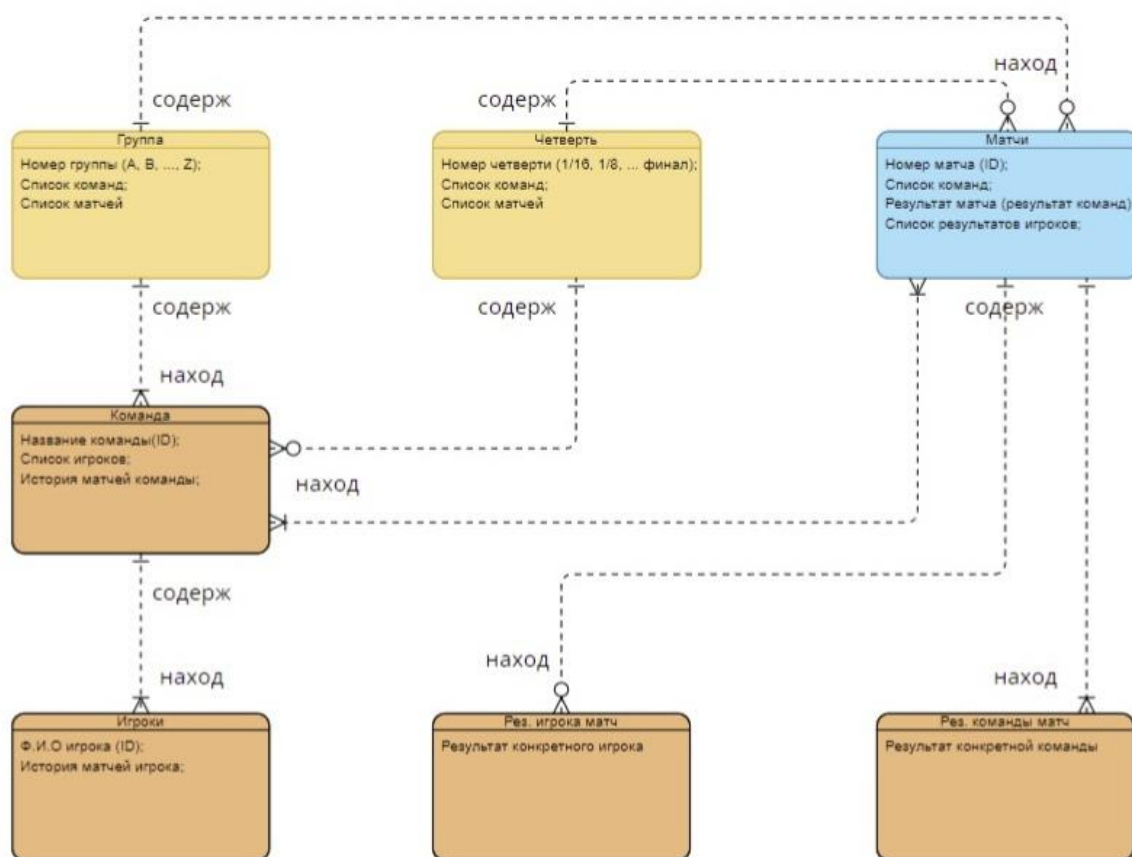 наход
содерж
содерж
Группа
Номер группы (A, B, ..., Z);
Список команд;
Список матчей
Четверть
Номер четверти (1/16, 1/8, ... финал);
Список команд;
Список матчей
Матчи
Номер матча (ID);
Список команд;
Результат матча (результат команд)
Список результатов игроков;
содерж
содерж
содерж
наход
Команда
Название команды(ID);
Список игроков;
История матчей команды;
наход
содерж
наход
наход
Игроки
Ф.И.О игрока (ID);
История матчей игрока;
Рез. игрока матч
Результат конкретного игрока
Рез. команды матч
Результат конкретной команды